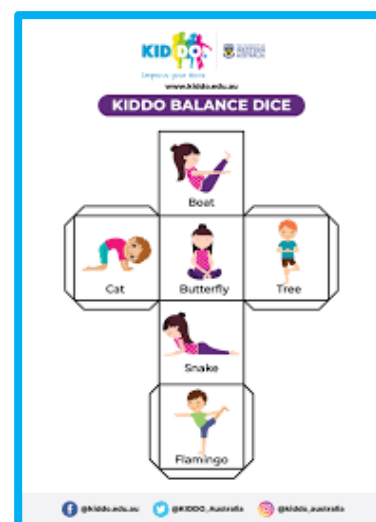 KIDDO
Improve your move
www.kiddo.edu.au
KIDDO BALANCE DICE
Boat
Cat
Butterfly
Tree
Snake
Flamingo
@kiddo.edu.au
@KIDDO_Australia
@kiddo_australia